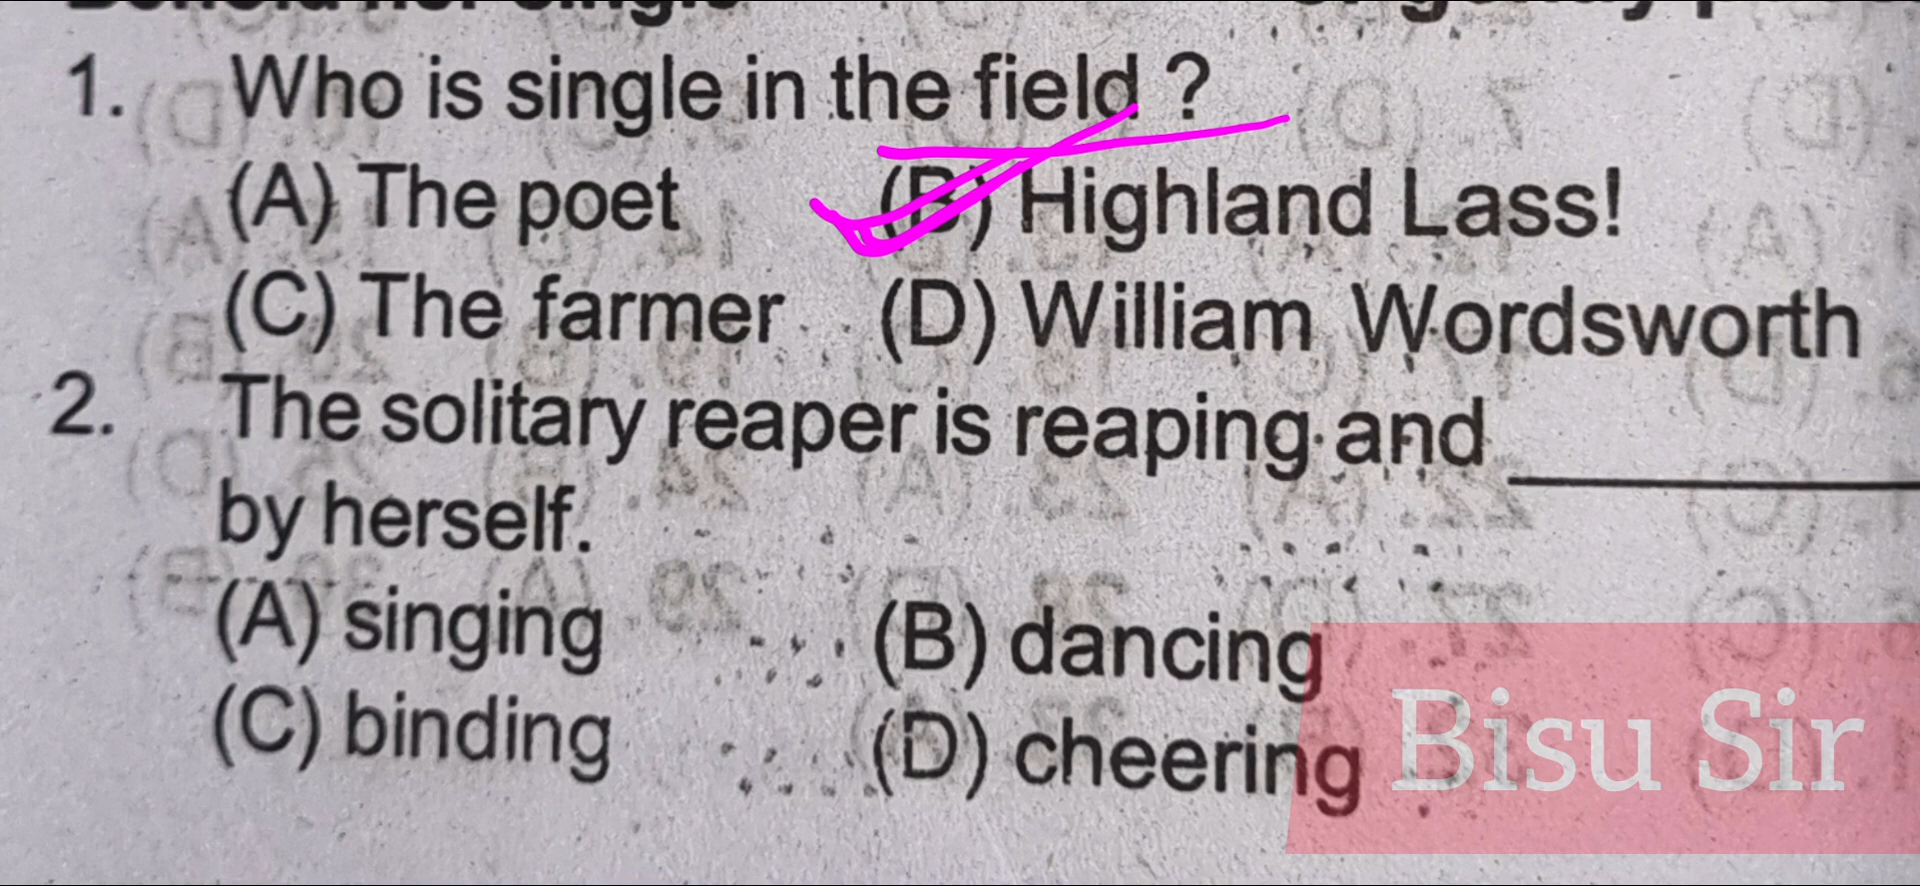 1. Who is single in the field ?
(A) The poet (B) Highland Lass!
(C) The farmer (D) William Wordsworth
2. The solitary reaper is reaping and ________
by herself.
(A) singing (B) dancing
(C) binding (D) cheering
Bisu Sir